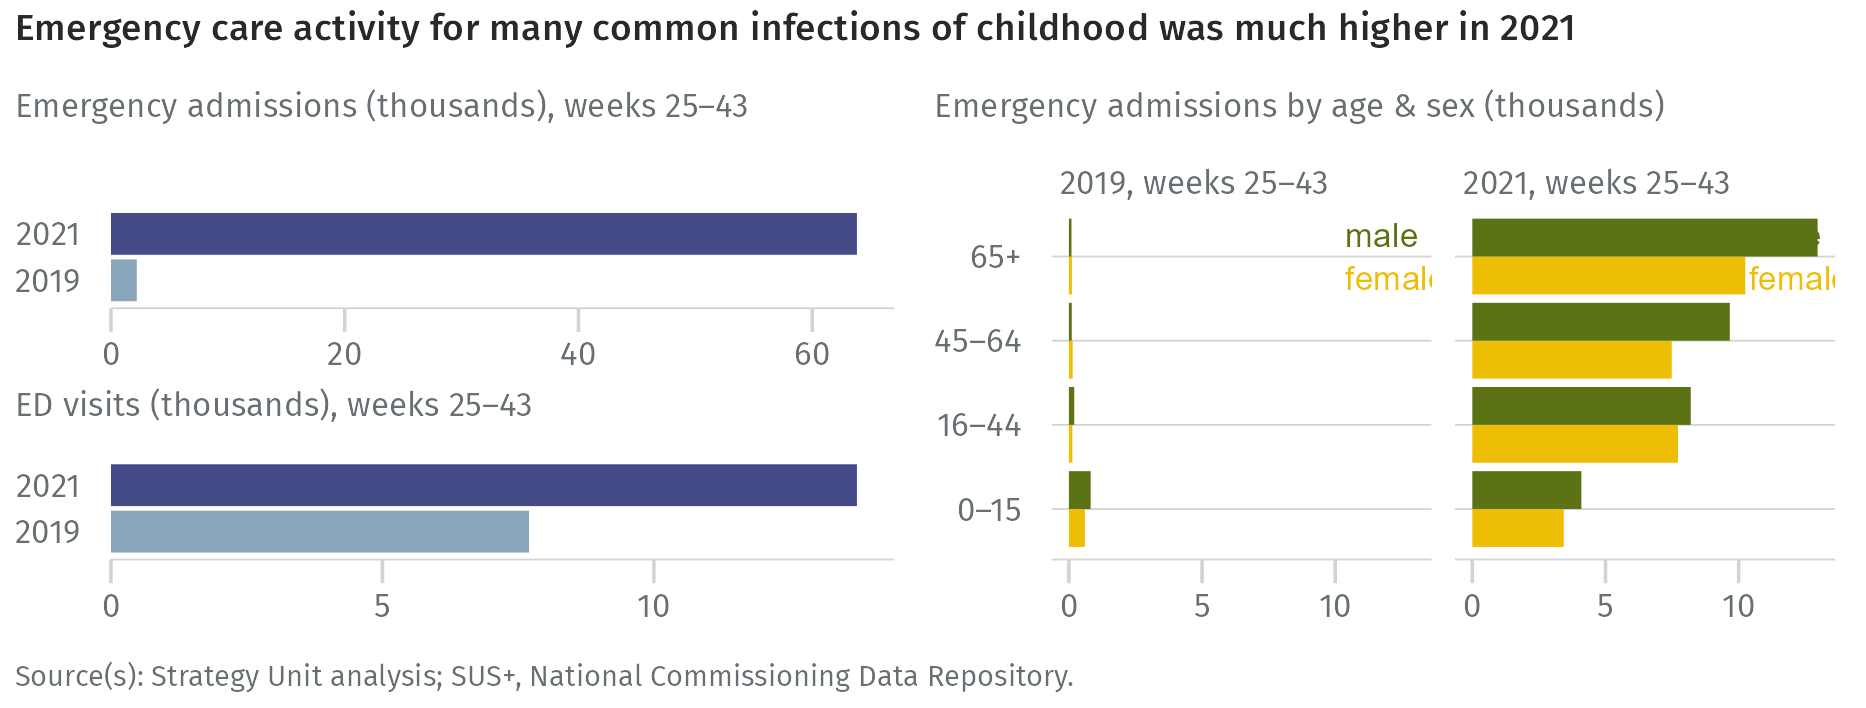 Emergency care activity for many common infections of childhood was much higher in 2021
Emergency admissions (thousands), weeks 25–43
2021
2019
0 20 40 60
ED visits (thousands), weeks 25–43
2021
2019
0 5 10
Emergency admissions by age & sex (thousands)
2019, weeks 25–43
2021, weeks 25–43
65+
45–64
16–44
0–15
male
female
female
0 5 10
0 5 10
Source(s): Strategy Unit analysis; SUS+, National Commissioning Data Repository.